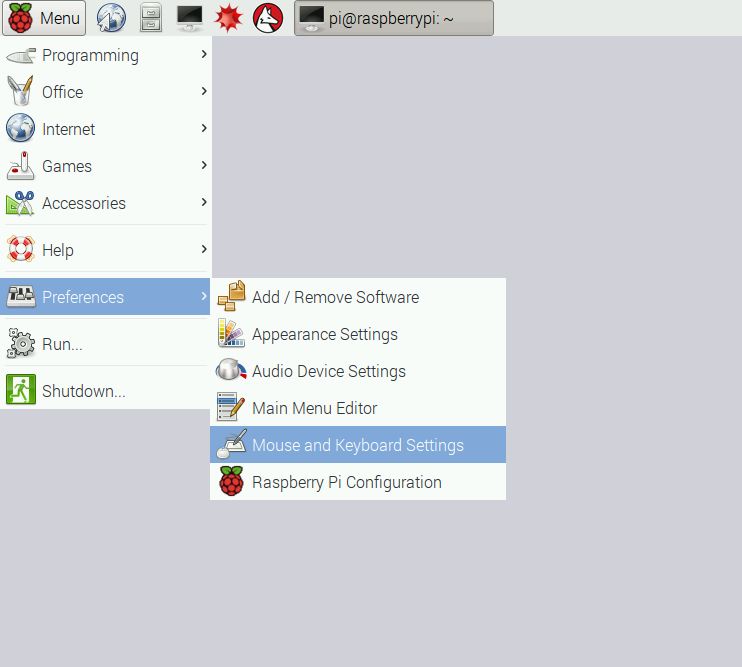 Menu
pi@raspberrypi: ~
Programming
Office
Internet
Games
Accessories
Help
Preferences
Run...
Shutdown...
Add / Remove Software
Appearance Settings
Audio Device Settings
Main Menu Editor
Mouse and Keyboard Settings
Raspberry Pi Configuration